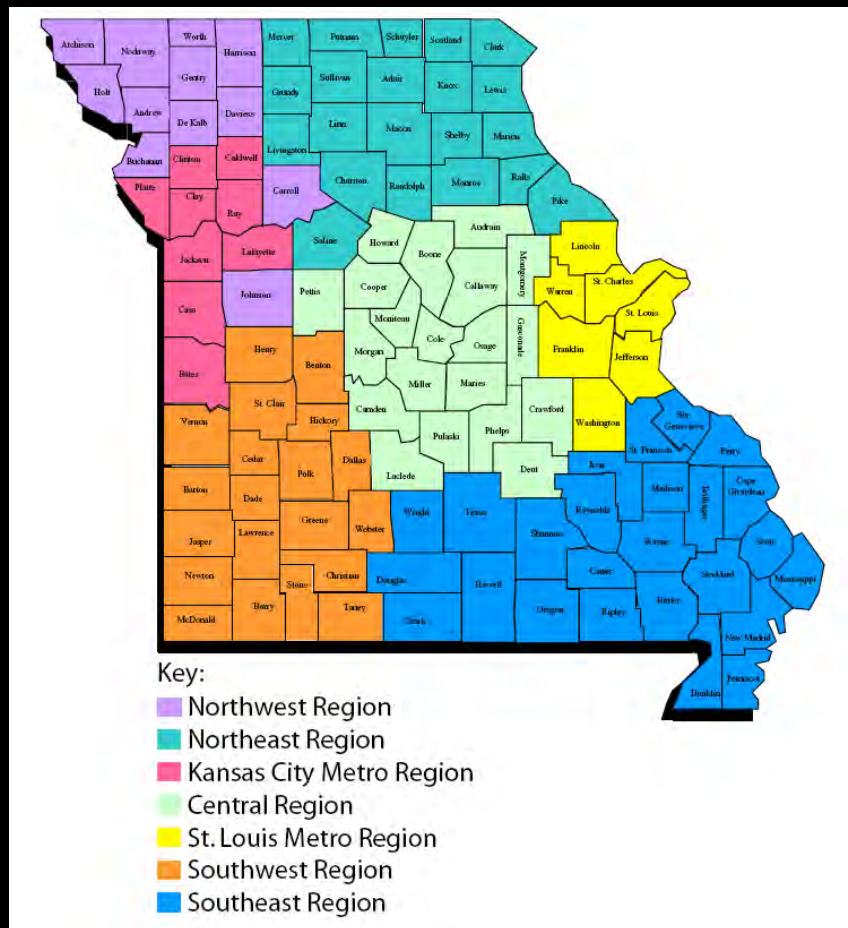 Atchison
Nodaway
Worth
Harrison
Mercer
Putnam
Schuyler
Scotland
Clark
Holt
Gentry
Sullivan
Adair
Knox
Lewis
Andrew
De Kalb
Daviess
Grundy
Linn
Macon
Shelby
Marion
Buchanan
Clinton
Caldwell
Livingston
Platte
Clay
Ray
Carroll
Chariton
Randolph
Monroe
Ralls
Pike
Jackson
Lafayette
Saline
Howard
Boone
Audrain
Montgomery
Lincoln
Cass
Johnson
Pettis
Cooper
Callaway
Warren
St. Charles
St. Louis
Moniteau
Cole
Osage
Gasconade
Franklin
Jefferson
Bates
Henry
Benton
Morgan
Miller
Maries
Vernon
St. Clair
Hickory
Camden
Pulaski
Phelps
Crawford
Washington
Ste
Genevieve
St. Francois
Perry
Cedar
Polk
Dallas
Laclede
Dent
Iron
Barton
Dade
Greene
Webster
Wright
Texas
Shannon
Reynolds
Madison
Bollinger
Cape
Girardeau
Jasper
Lawrence
Wayne
Scott
Newton
Christian
Stone
Douglas
Howell
Carter
Stoddard
Mississippi
McDonald
Barry
Taney
Ozark
Oregon
Ripley
Butler
New Madrid
Dunklin
Pemiscot
Key:
Northwest Region
Northeast Region
Kansas City Metro Region
Central Region
St. Louis Metro Region
Southwest Region
Southeast Region